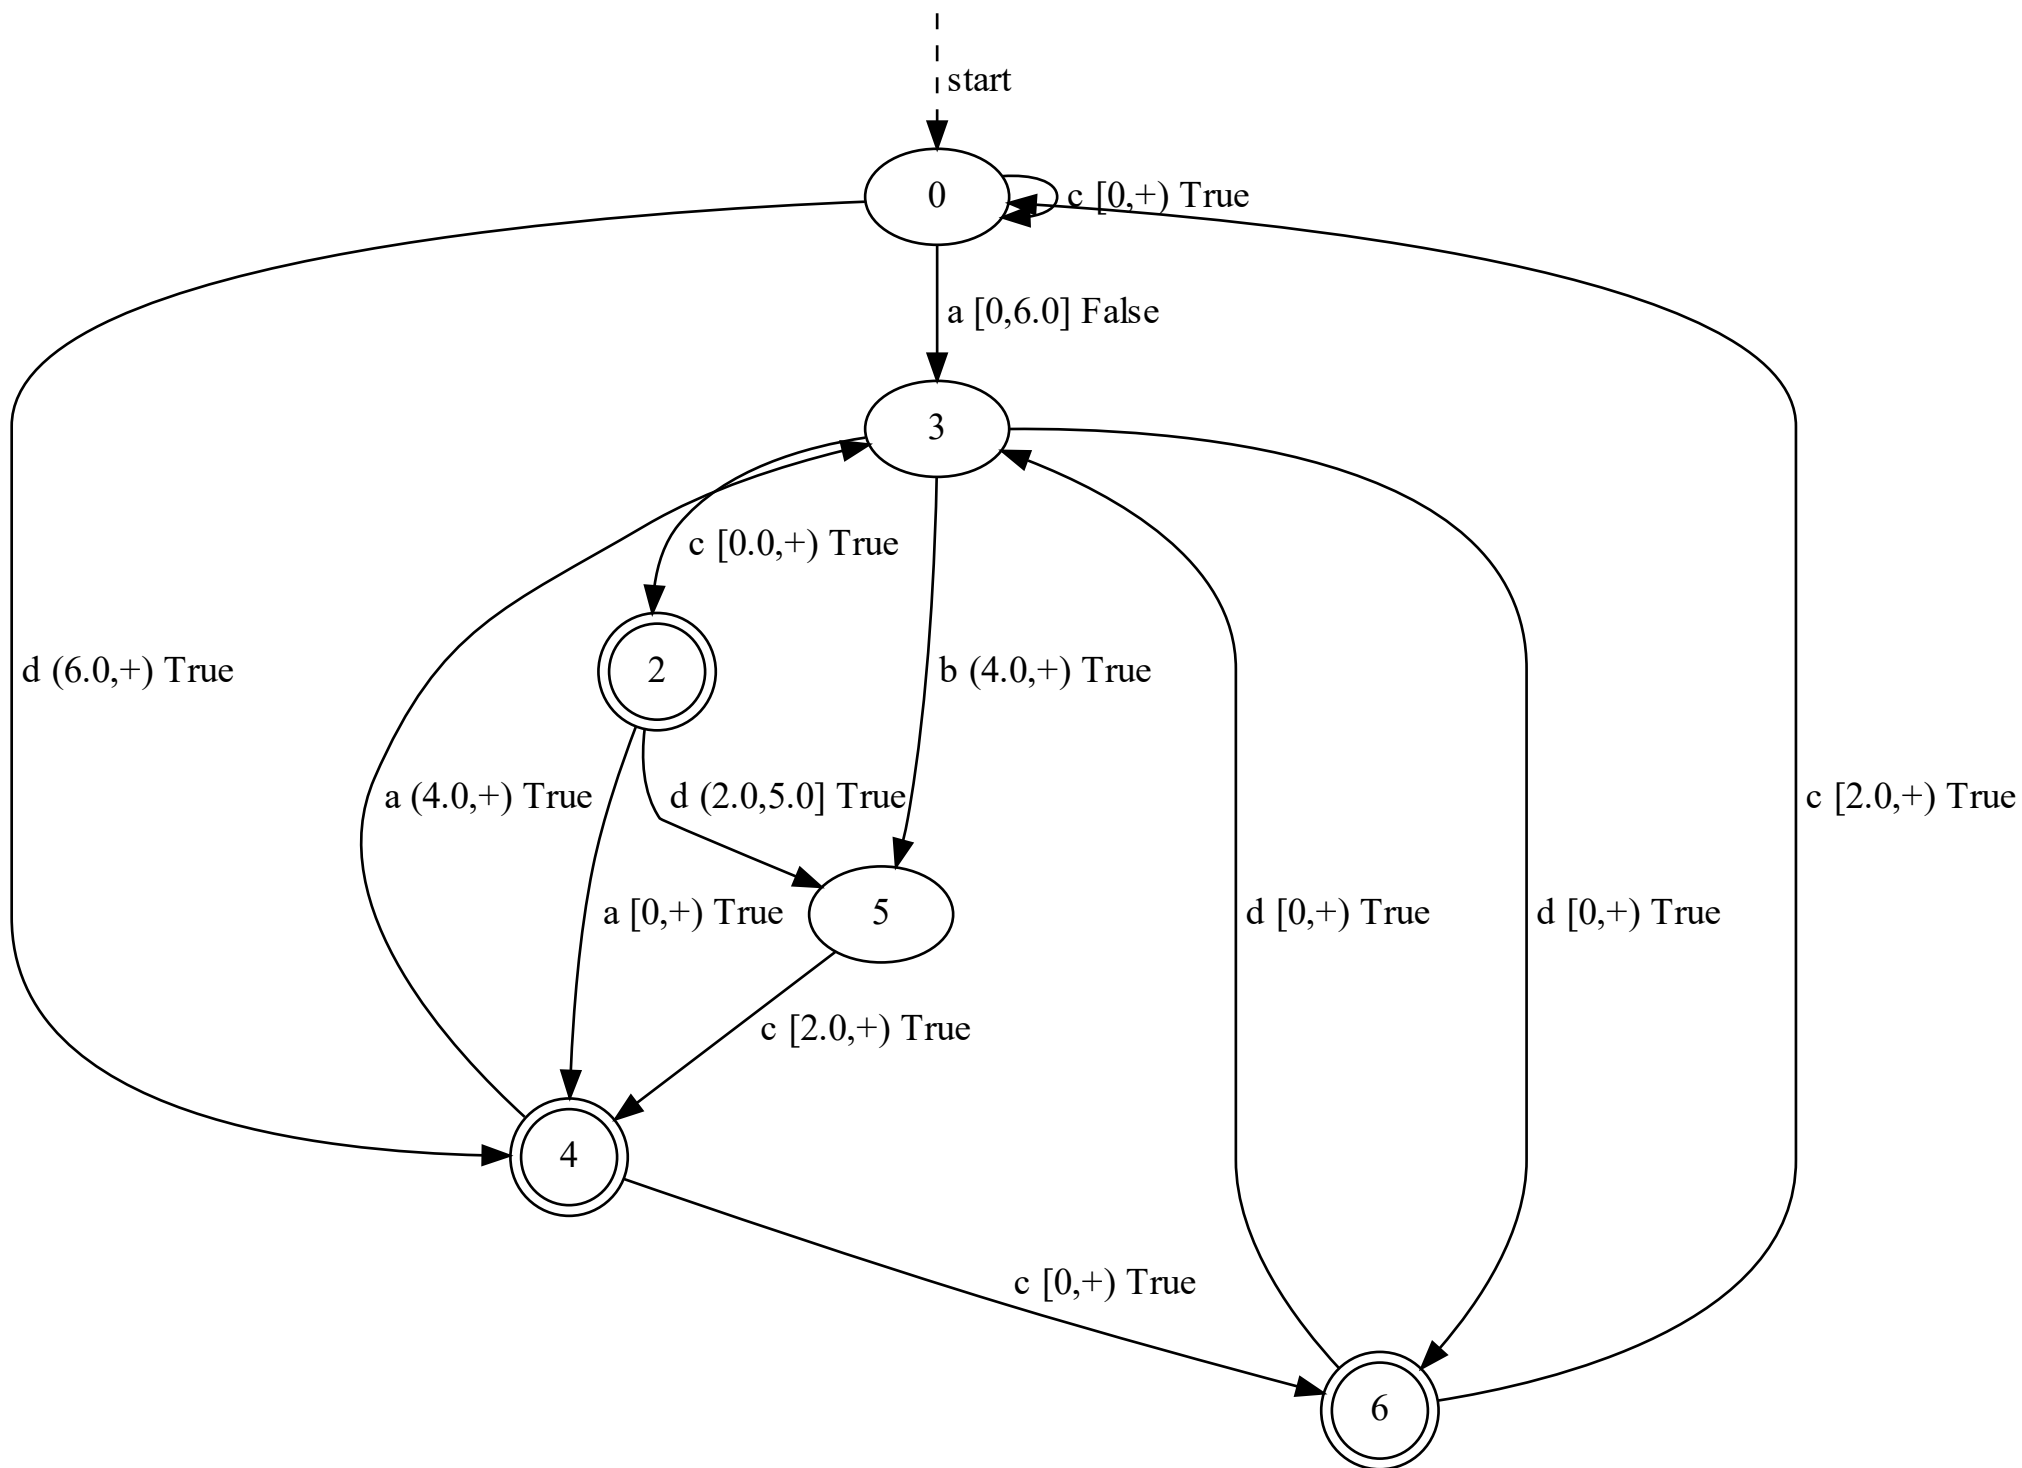 start
0
c [0,+) True
a [0,6.0] False
3
c [0.0,+) True
d (6.0,+) True
2
b (4.0,+) True
a (4.0,+) True
d (2.0,5.0] True
c [2.0,+) True
a [0,+) True
5
d [0,+) True
d [0,+) True
c [2.0,+) True
4
c [0,+) True
6